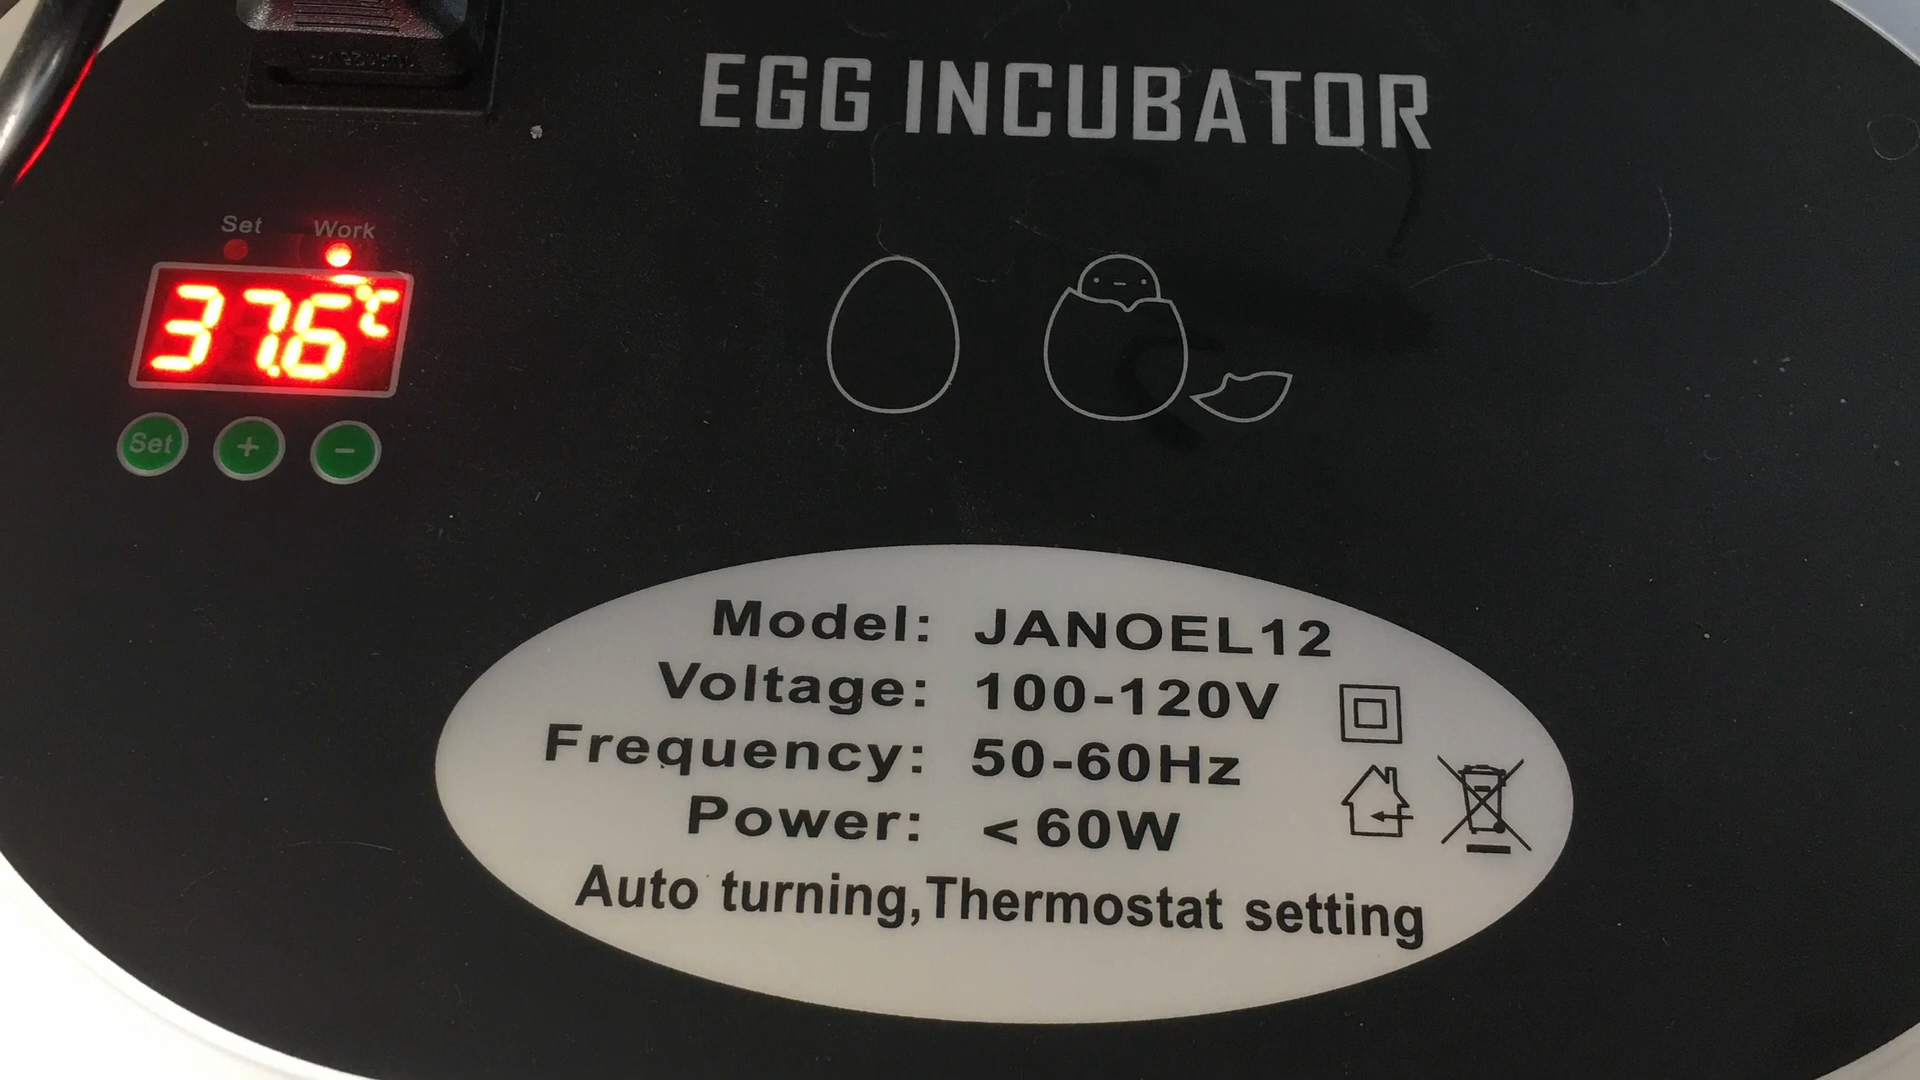 EGG INCUBATOR
Set Work
37.6℃
Set + −
Model: JANOEL12
Voltage: 100-120V
Frequency: 50-60Hz
Power: <60W
Auto turning,Thermostat setting